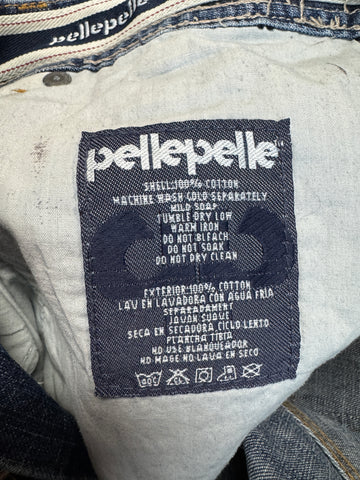 pellepelle
pellepelle
pellepelle
SHELL:100% COTTON
MACHINE WASH COLD SEPARATELY
MILD SOAP
TUMBLE DRY LOW
WARM IRON
DO NOT BLEACH
DO NOT SOAK
DO NOT DRY CLEAN
EXTERIOR:100% COTTON
LAV EN LAVADORA CON AGUA FRIA
SEPARADAMENT
JAVON SUAVE
SECA EN SECADORA CICLO LENTO
PLANCHA TIBIA
NO USE BLANQUEADOR
NO MAGE NO LAVA EN SECO